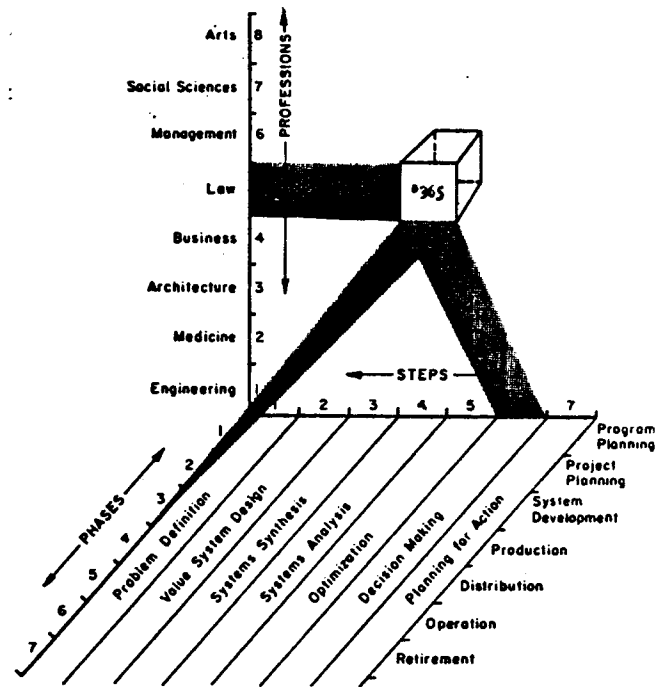 Arts 8
Social Sciences 7
Management 6
Law
Business 4
Architecture 3
Medicine 2
Engineering 1
PROFESSIONS
a365
STEPS
2 3 4 5 7
PHASES
1
2
3
4
5
6
7
Problem Definition
Value System Design
Systems Synthesis
Systems Analysis
Optimization
Decision Making
Planning for Action
Program
Planning
Project
Planning
System
Development
Production
Distribution
Operation
Retirement